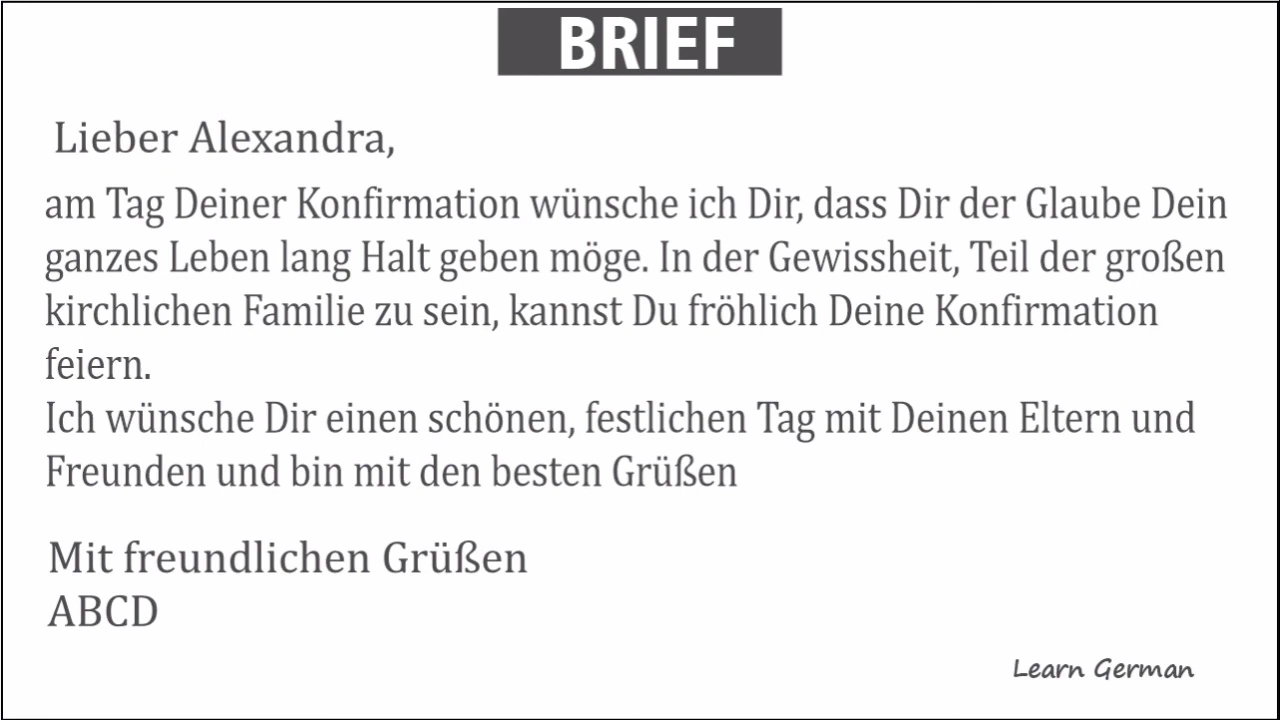 BRIEF
Lieber Alexandra,
am Tag Deiner Konfirmation wünsche ich Dir, dass Dir der Glaube Dein
ganzes Leben lang Halt geben möge. In der Gewissheit, Teil der großen
kirchlichen Familie zu sein, kannst Du fröhlich Deine Konfirmation
feiern.
Ich wünsche Dir einen schönen, festlichen Tag mit Deinen Eltern und
Freunden und bin mit den besten Grüßen
Mit freundlichen Grüßen
ABCD
Learn German